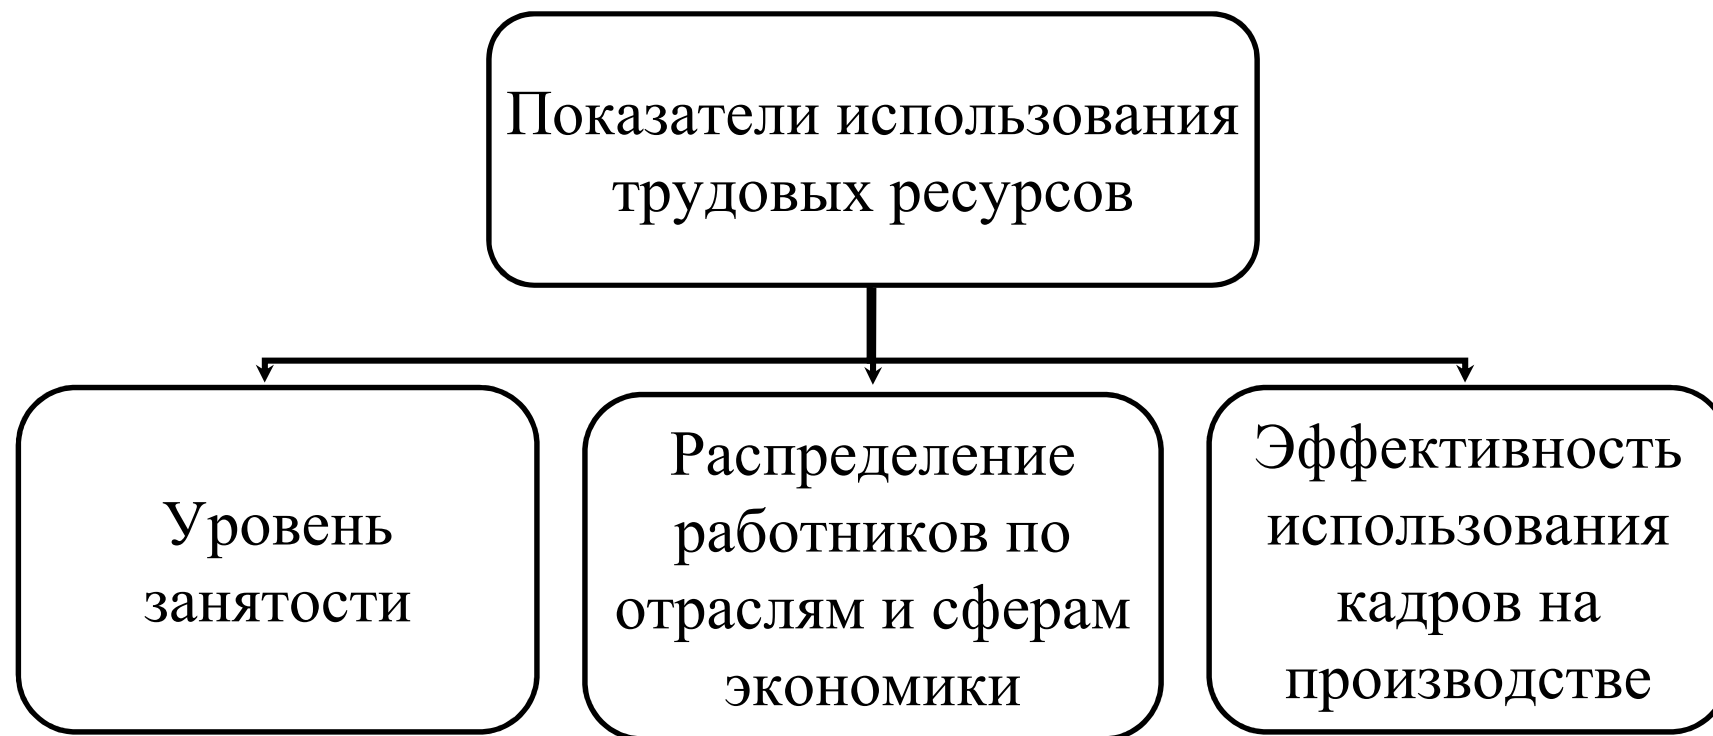 Показатели использования
трудовых ресурсов
Уровень
занятости
Распределение
работников по
отраслям и сферам
экономики
Эффективность
использования
кадров на
производстве